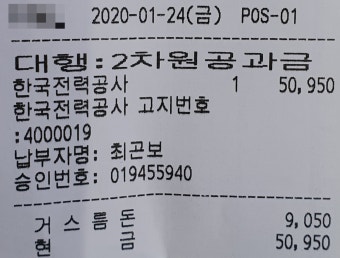 2020-01-24(금) POS-01
대행:2차원공과금
한국전력공사 1 50,950
한국전력공사 고지번호
:4000019
납부자명: 최곤보
승인번호: 019455940
거스름돈 9,050
현금 50,950